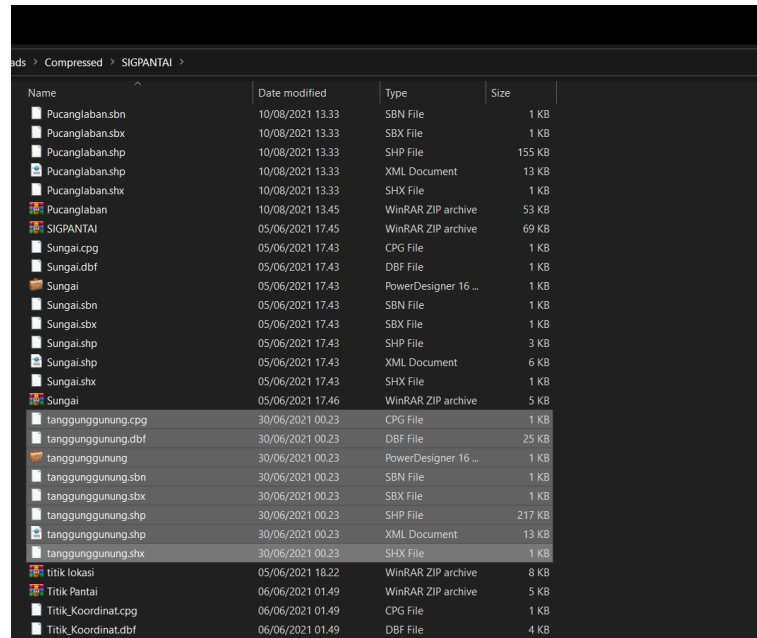 ads > Compressed > SIGPANTAI >
Name Date modified Type Size
Pucanglaban.sbn 10/08/2021 13.33 SBN File 1 KB
Pucanglaban.sbx 10/08/2021 13.33 SBX File 1 KB
Pucanglaban.shp 10/08/2021 13.33 SHP File 155 KB
Pucanglaban.shp 10/08/2021 13.33 XML Document 13 KB
Pucanglaban.shx 10/08/2021 13.33 SHX File 1 KB
Pucanglaban 10/08/2021 13.45 WinRAR ZIP archive 53 KB
SIGPANTAI 05/06/2021 17.45 WinRAR ZIP archive 69 KB
Sungai.cpg 05/06/2021 17.43 CPG File 1 KB
Sungai.dbf 05/06/2021 17.43 DBF File 1 KB
Sungai 05/06/2021 17.43 PowerDesigner 16 ... 1 KB
Sungai.sbn 05/06/2021 17.43 SBN File 1 KB
Sungai.sbx 05/06/2021 17.43 SBX File 1 KB
Sungai.shp 05/06/2021 17.43 SHP File 3 KB
Sungai.shp 05/06/2021 17.43 XML Document 6 KB
Sungai.shx 05/06/2021 17.43 SHX File 1 KB
Sungai 05/06/2021 17.46 WinRAR ZIP archive 5 KB
tanggunggunung.cpg 30/06/2021 00.23 CPG File 1 KB
tanggunggunung.dbf 30/06/2021 00.23 DBF File 25 KB
tanggunggunung 30/06/2021 00.23 PowerDesigner 16 ... 1 KB
tanggunggunung.sbn 30/06/2021 00.23 SBN File 1 KB
tanggunggunung.sbx 30/06/2021 00.23 SBX File 1 KB
tanggunggunung.shp 30/06/2021 00.23 SHP File 217 KB
tanggunggunung.shp 30/06/2021 00.23 XML Document 13 KB
tanggunggunung.shx 30/06/2021 00.23 SHX File 1 KB
titik lokasi 05/06/2021 18.22 WinRAR ZIP archive 8 KB
Titik Pantai 06/06/2021 01.49 WinRAR ZIP archive 5 KB
Titik_Koordinat.cpg 06/06/2021 01.49 CPG File 1 KB
Titik_Koordinat.dbf 06/06/2021 01.49 DBF File 4 KB